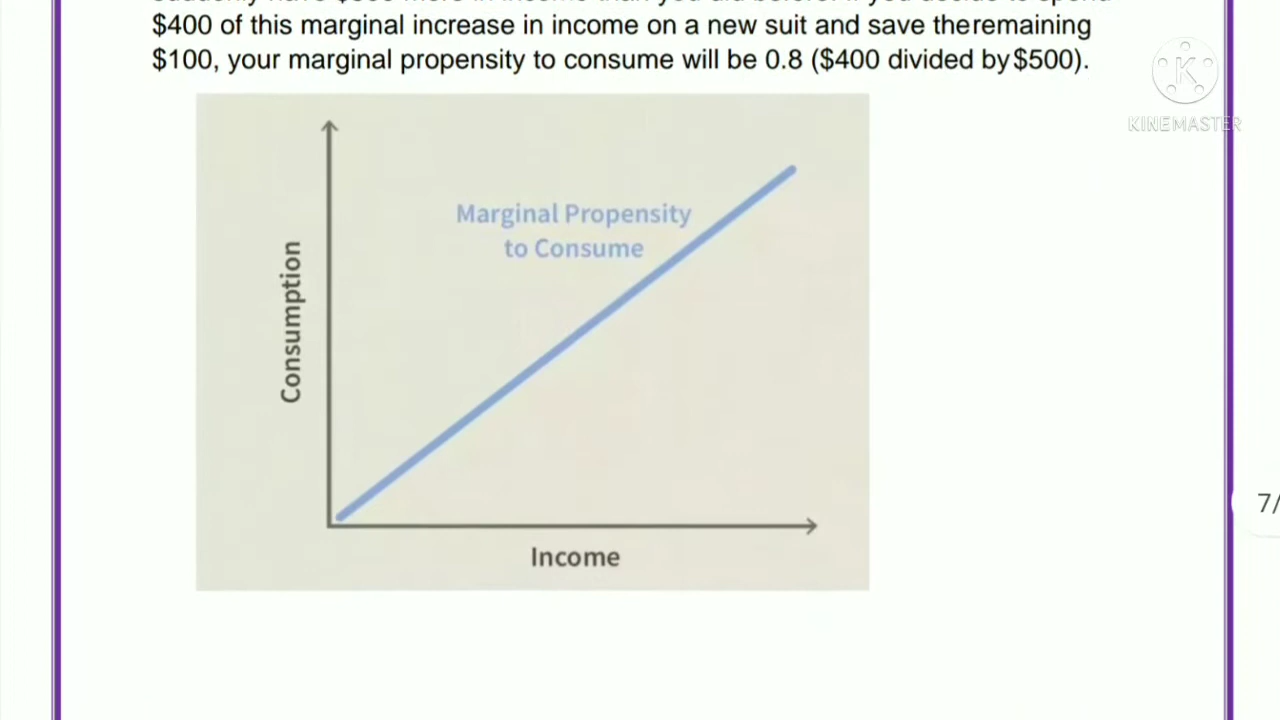 $400 of this marginal increase in income on a new suit and save theremaining
$100, your marginal propensity to consume will be 0.8 ($400 divided by$500).
K
KINEMASTER
Marginal Propensity
to Consume
Consumption
Income
7/